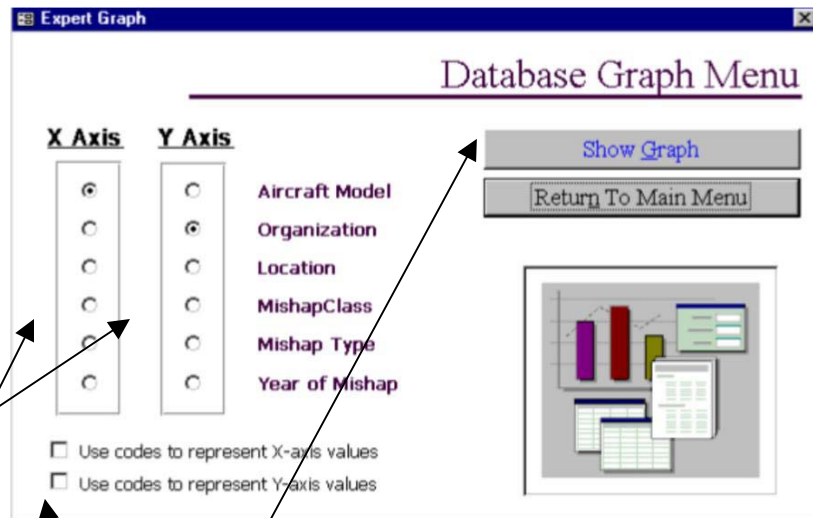 Expert Graph
Database Graph Menu
X Axis Y Axis
Show Graph
Return To Main Menu
Aircraft Model
Organization
Location
MishapClass
Mishap Type
Year of Mishap
Use codes to represent X-axis values
Use codes to represent Y-axis values